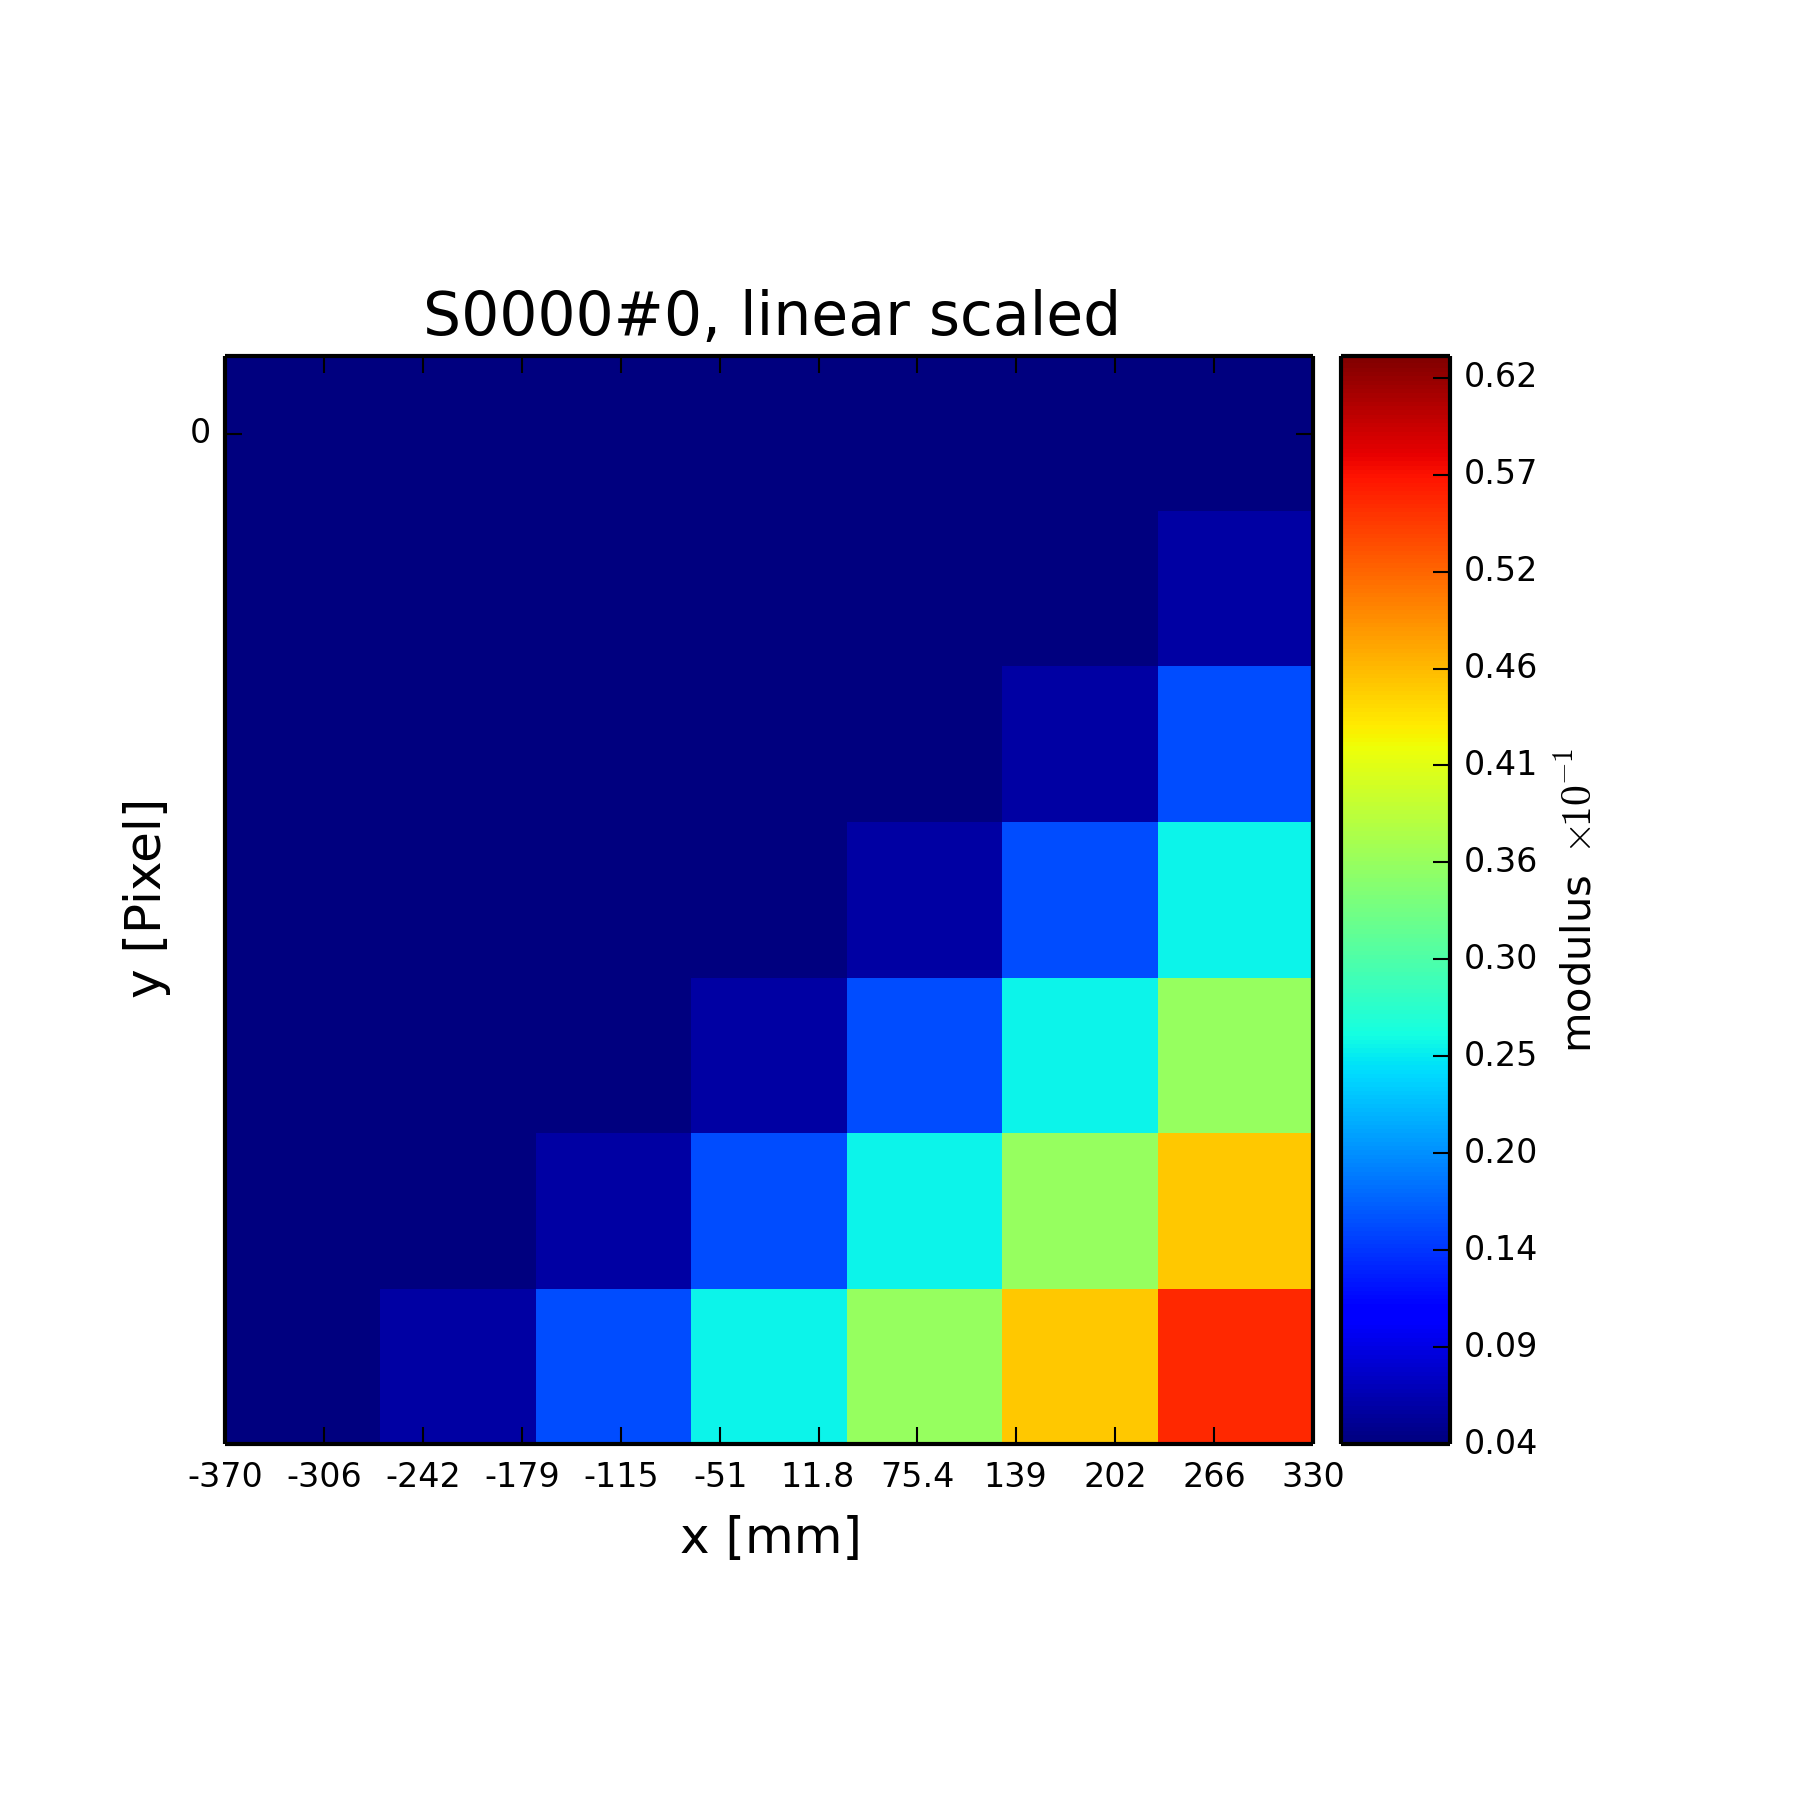 S0000#0, linear scaled
0
y [Pixel]
-370 -306 -242 -179 -115 -51 11.8 75.4 139 202 266 330
x [mm]
0.62
0.57
0.52
0.46
0.41
0.36
0.30
0.25
0.20
0.14
0.09
0.04
modulus ×10⁻¹